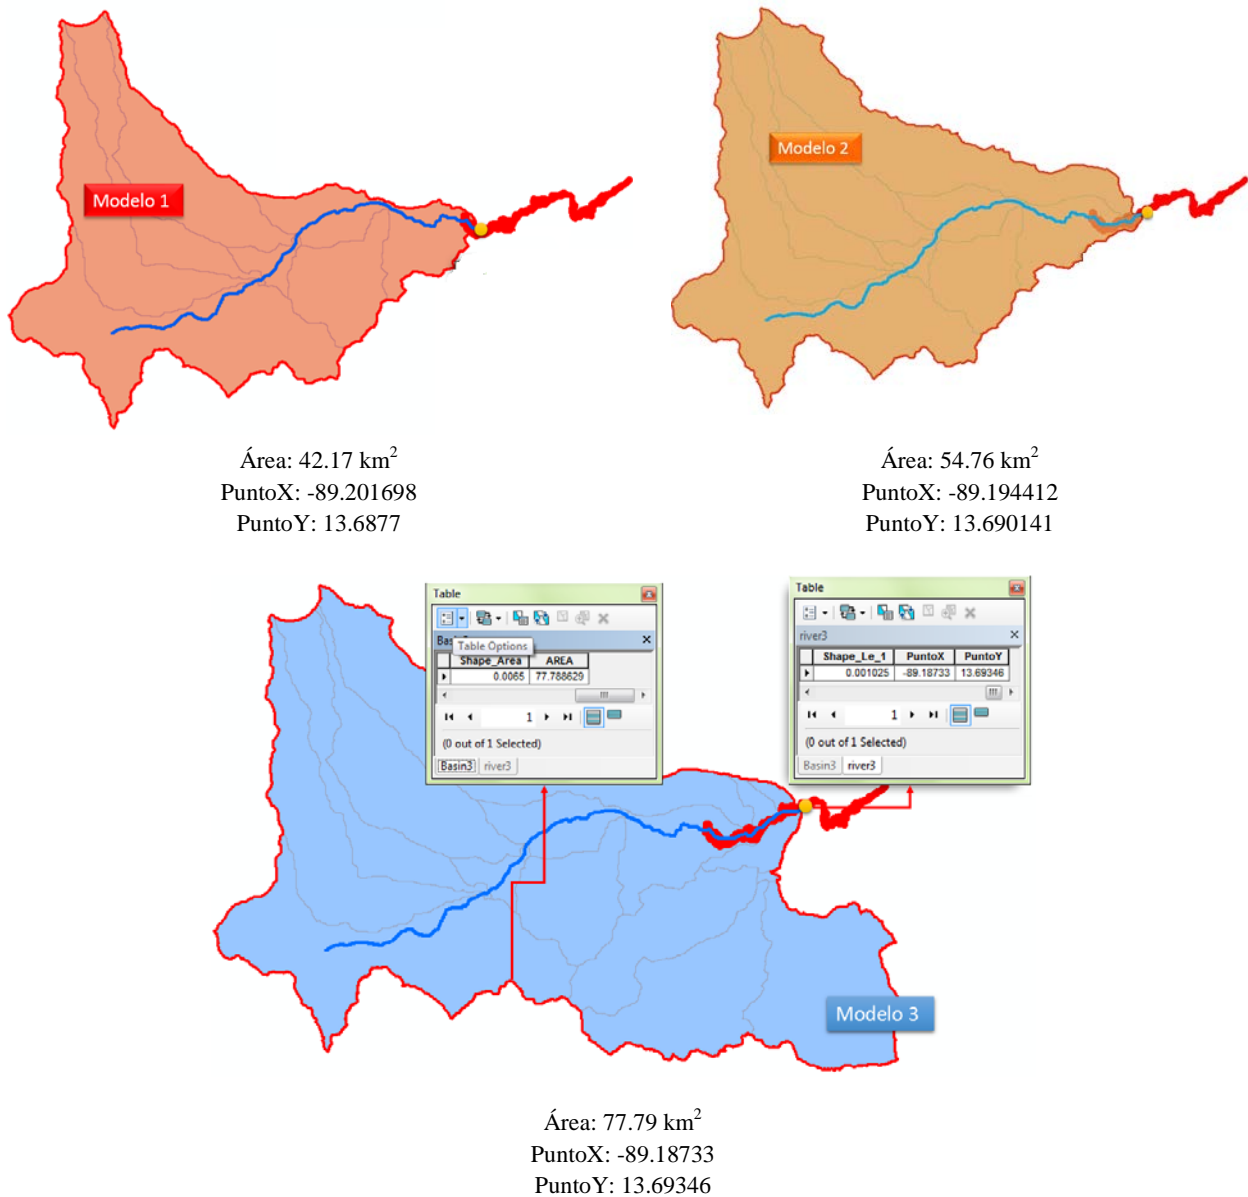 Modelo 1
Modelo 2
Área: 42.17 km²
PuntoX: -89.201698
PuntoY: 13.6877
Área: 54.76 km²
PuntoX: -89.194412
PuntoY: 13.690141
Table
Table Options
Shape_Area AREA
0.0065 77.788629
1
(0 out of 1 Selected)
Basin3 river3
Table
river3
Shape_Le_1 PuntoX PuntoY
0.001025 -89.18733 13.69346
1
(0 out of 1 Selected)
Basin3 river3
Modelo 3
Área: 77.79 km²
PuntoX: -89.18733
PuntoY: 13.69346